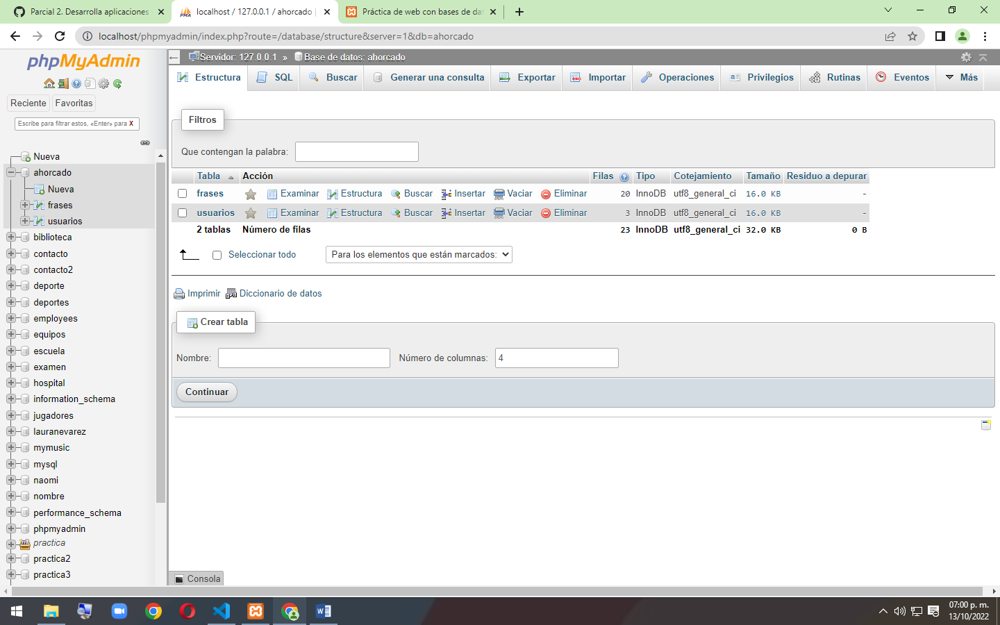 Parcial 2. Desarrolla aplicaciones
localhost / 127.0.0.1 / ahorcado |
Práctica de web con bases de dat
localhost/phpmyadmin/index.php?route=/database/structure&server=1&db=ahorcado
phpMyAdmin
Servidor: 127.0.0.1 » Base de datos: ahorcado
Estructura SQL Buscar Generar una consulta Exportar Importar Operaciones Privilegios Rutinas Eventos Más
Reciente Favoritas
Escribe para filtrar estos, «Enter» para X
Nueva
ahorcado
Nueva
frases
usuarios
biblioteca
contacto
contacto2
deporte
deportes
employees
equipos
escuela
examen
hospital
information_schema
jugadores
lauranevarez
mymusic
mysql
naomi
nombre
performance_schema
phpmyadmin
practica
practica2
practica3
Filtros
Que contengan la palabra:
Tabla Acción Filas Tipo Cotejamiento Tamaño Residuo a depurar
frases Examinar Estructura Buscar Insertar Vaciar Eliminar 20 InnoDB utf8_general_ci 16.0 KB -
usuarios Examinar Estructura Buscar Insertar Vaciar Eliminar 3 InnoDB utf8_general_ci 16.0 KB -
2 tablas Número de filas 23 InnoDB utf8_general_ci 32.0 KB 0 B
Seleccionar todo Para los elementos que están marcados:
Imprimir Diccionario de datos
Crear tabla
Nombre: Número de columnas: 4
Continuar
Consola
07:00 p. m.
13/10/2022